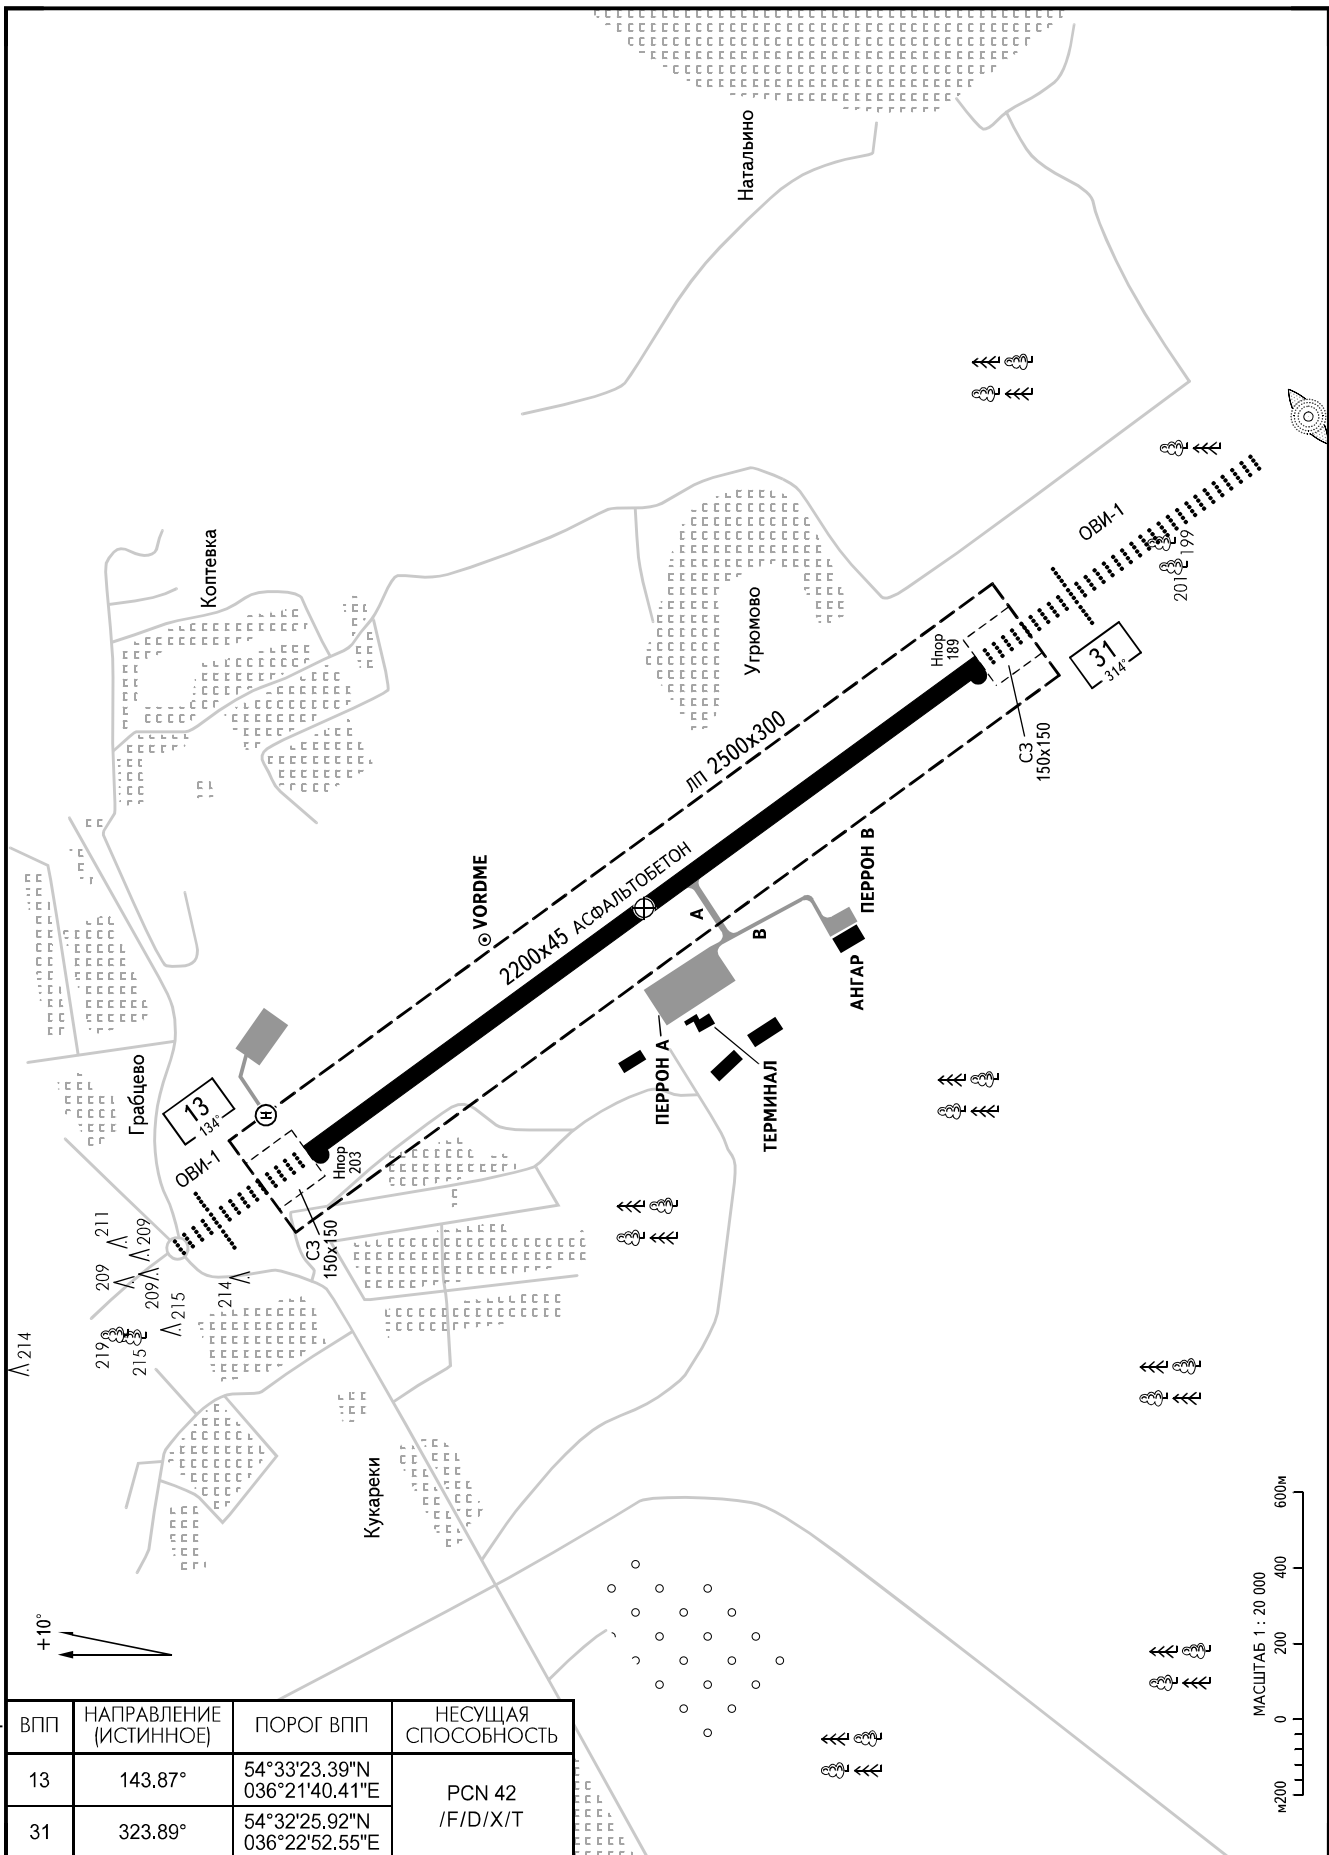 Натальино
Коптевка
Угрюмово
ОВИ-1
199
201
Нпор
189
31
314°
СЗ
150х150
ЛП 2500х300
VORDME
2200х45 АСФАЛЬТОБЕТОН
A
B
ПЕРРОН B
АНГАР
ПЕРРОН A
ТЕРМИНАЛ
Грабцево
13
134°
ОВИ-1
H
Нпор
203
СЗ
150х150
211
209
209
209
215
214
219
215
214
Кукареки
+10°
МАСШТАБ 1 : 20 000
м200 0 200 400 600м
ВПП НАПРАВЛЕНИЕ (ИСТИННОЕ) ПОРОГ ВПП НЕСУЩАЯ СПОСОБНОСТЬ
13 143.87° 54°33'23.39"N
036°21'40.41"E
PCN 42
/F/D/X/T
31 323.89° 54°32'25.92"N
036°22'52.55"E